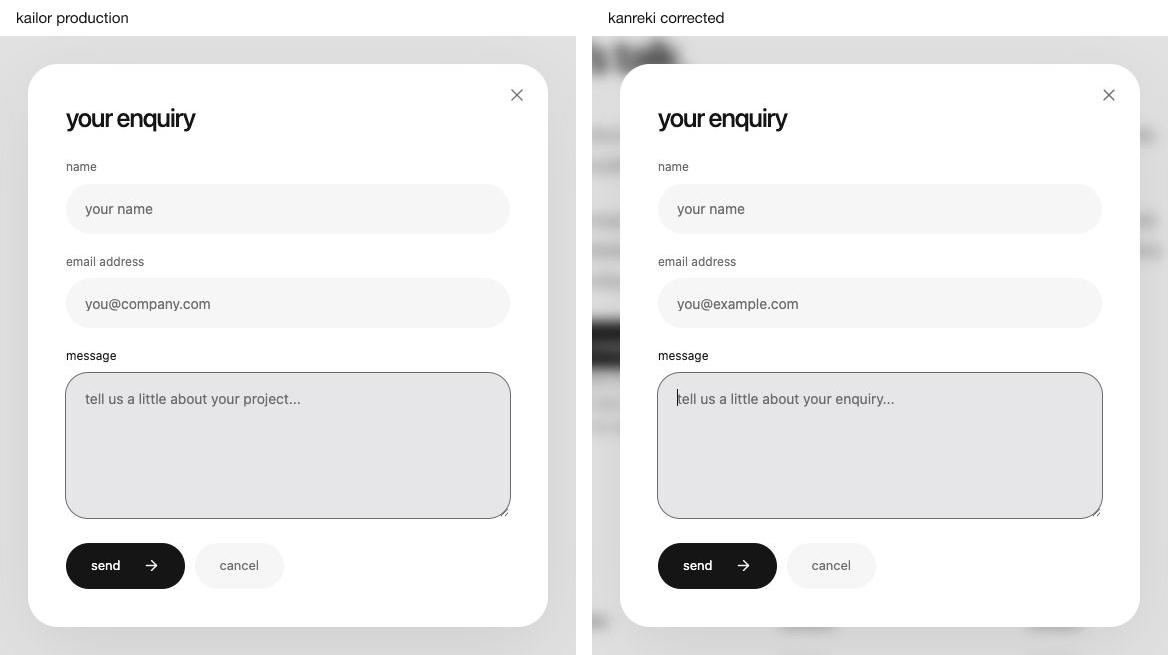 kailor production
your enquiry
name
your name
email address
you@company.com
message
tell us a little about your project...
send
cancel
kanreki corrected
your enquiry
name
your name
email address
you@example.com
message
tell us a little about your enquiry...
send
cancel